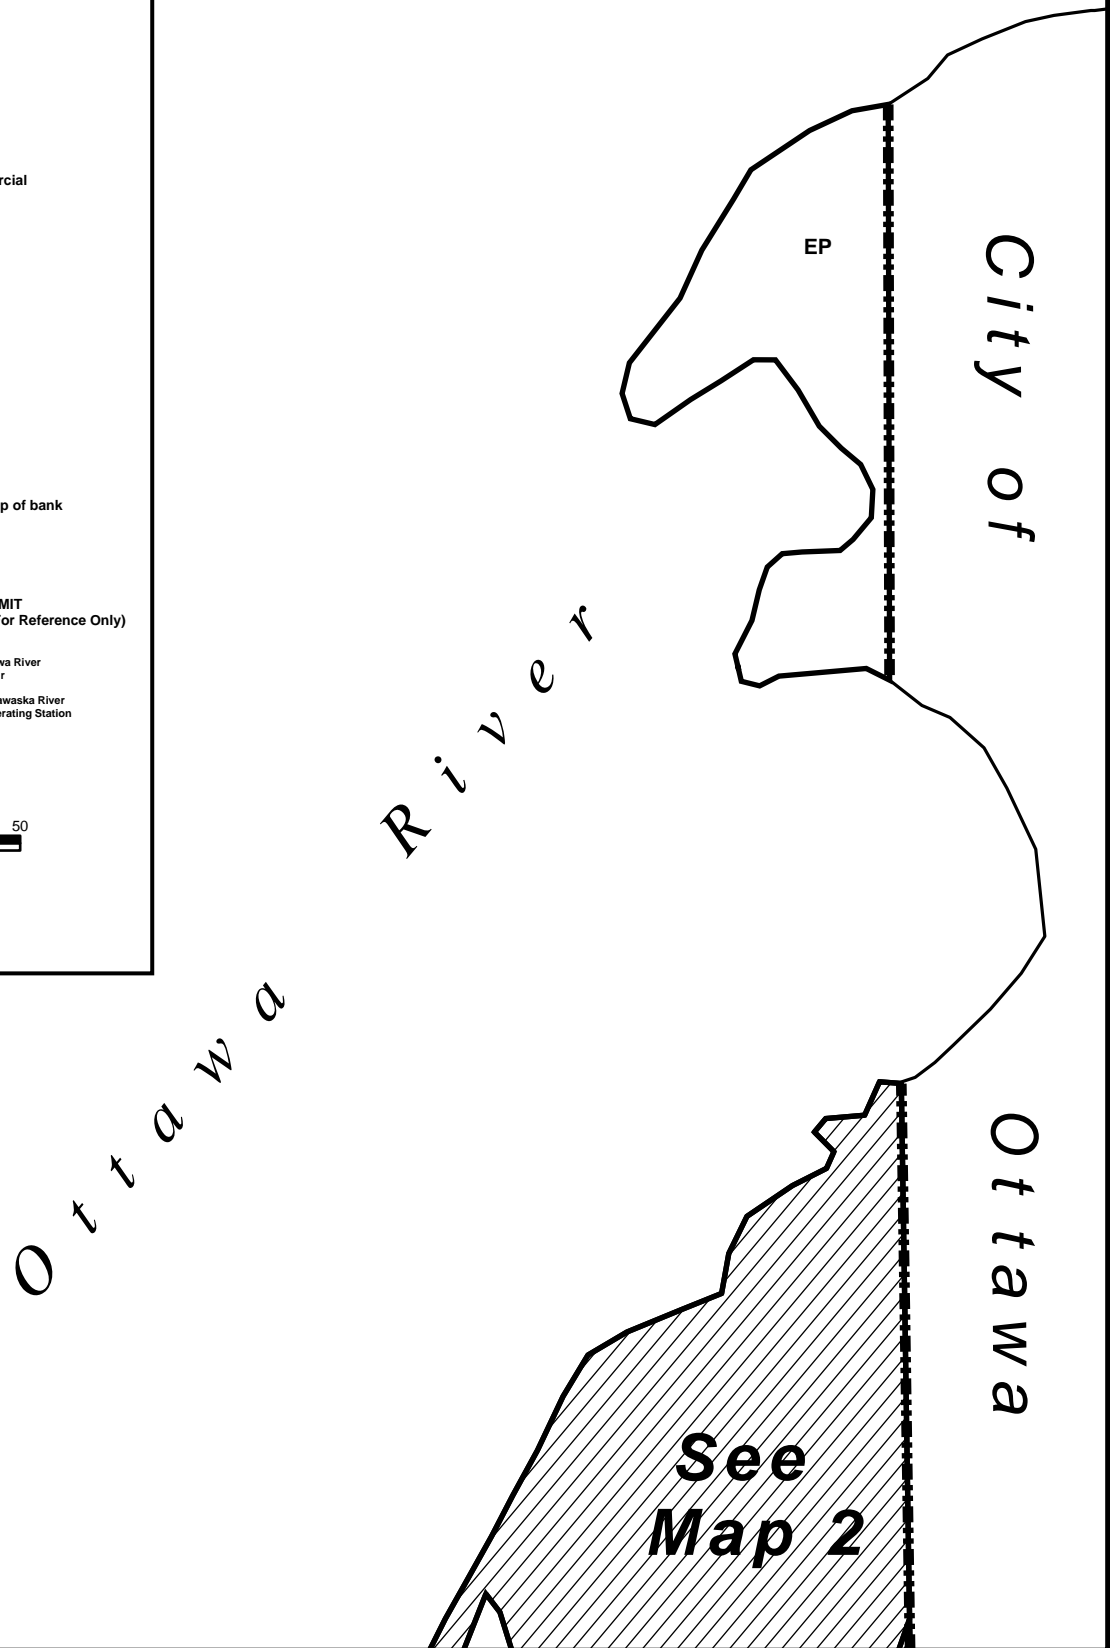 rcial
p of bank
MIT
or Reference Only)
wa River
r
awaska River
erating Station
50
EP
City of
Ottawa
Ottawa River
See
Map 2